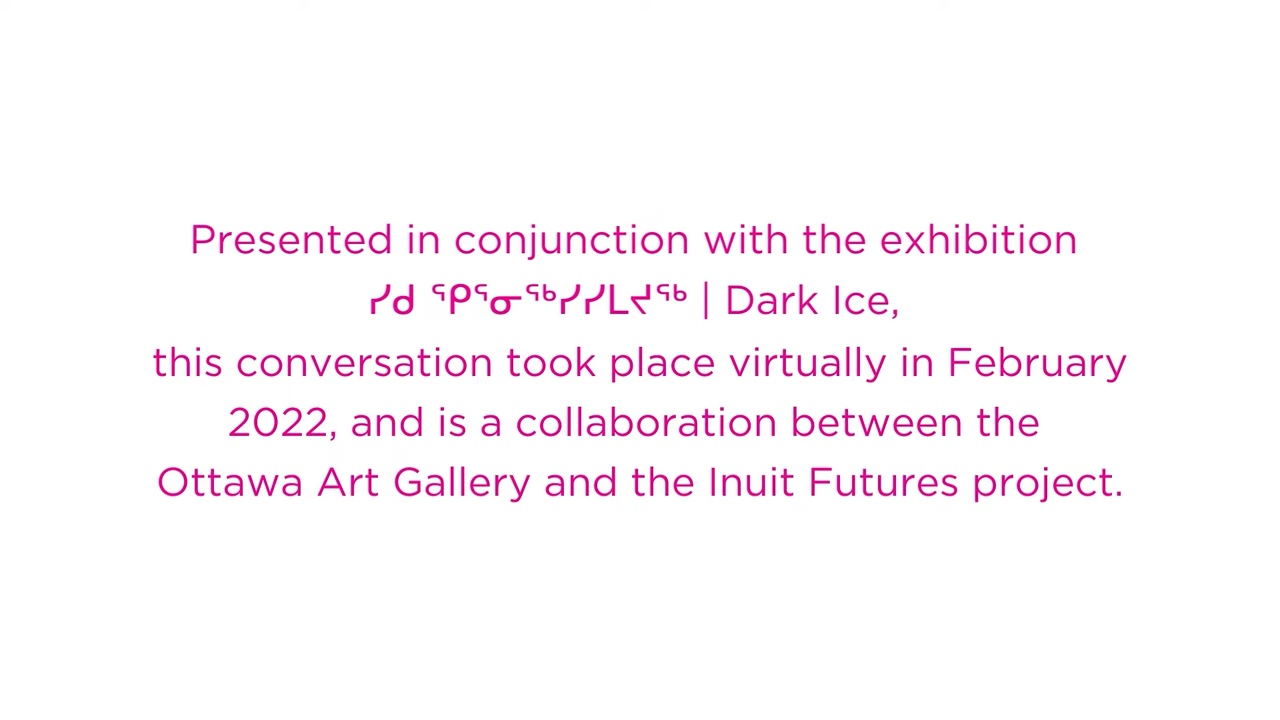 Presented in conjunction with the exhibition
ᓯᑯ ᕿᕐᓂᖅᓯᓯᒪᔪᖅ | Dark Ice,
this conversation took place virtually in February
2022, and is a collaboration between the
Ottawa Art Gallery and the Inuit Futures project.